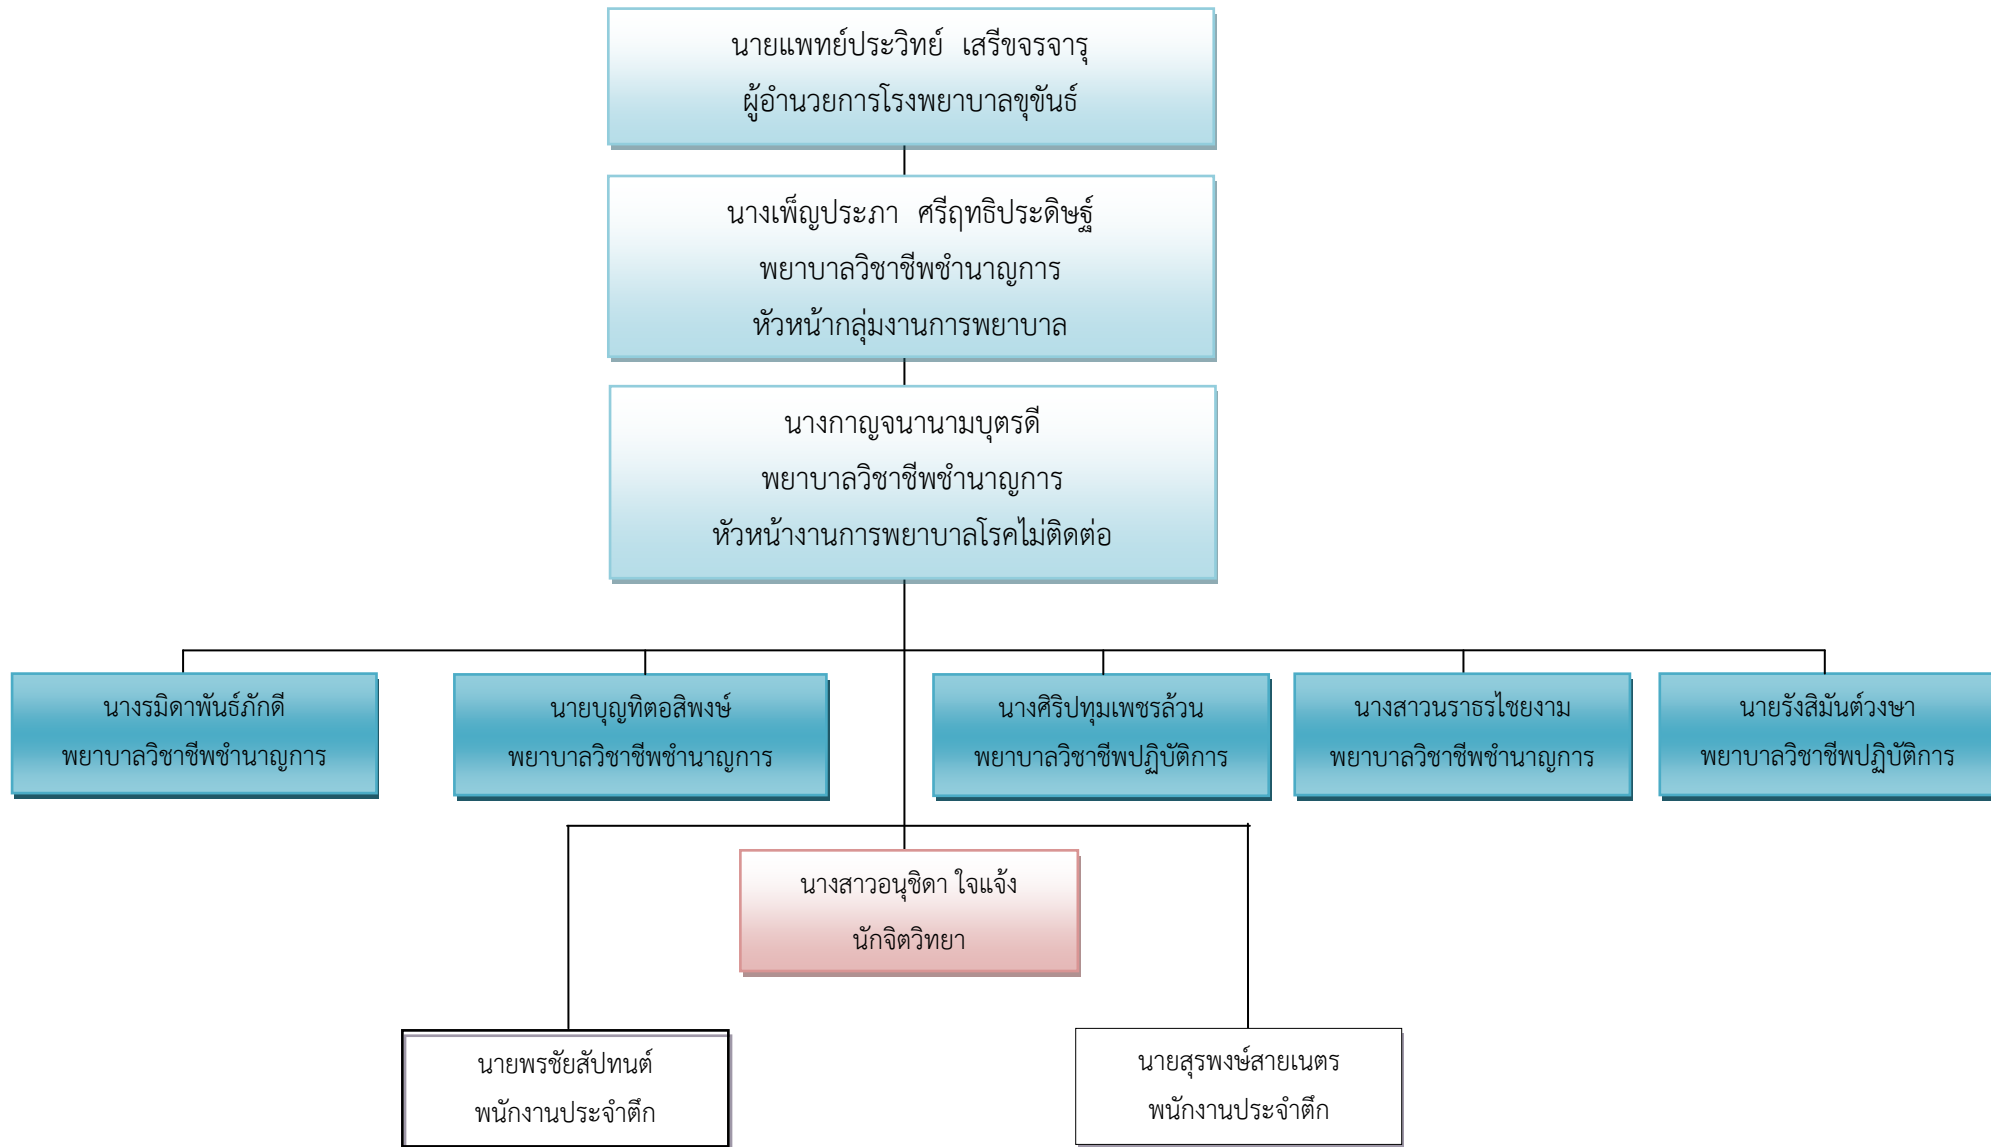 นายแพทย์ประวิทย์ เสรีขจรจารุ
ผู้อำนวยการโรงพยาบาลขุขันธ์
นางเพ็ญประภา ศรีฤทธิประดิษฐ์
พยาบาลวิชาชีพชำนาญการ
หัวหน้ากลุ่มงานการพยาบาล
นางกาญจนานามบุตรดี
พยาบาลวิชาชีพชำนาญการ
หัวหน้างานการพยาบาลโรคไม่ติดต่อ
นางรมิดาพันธ์ภักดี
พยาบาลวิชาชีพชำนาญการ
นายบุญทิตอสิพงษ์
พยาบาลวิชาชีพชำนาญการ
นางศิริปทุมเพชรล้วน
พยาบาลวิชาชีพปฏิบัติการ
นางสาวนราธรไชยงาม
พยาบาลวิชาชีพชำนาญการ
นายรังสิมันต์วงษา
พยาบาลวิชาชีพปฏิบัติการ
นางสาวอนุชิดา ใจแจ้ง
นักจิตวิทยา
นายพรชัยสัปทนต์
พนักงานประจำตึก
นายสุรพงษ์สายเนตร
พนักงานประจำตึก